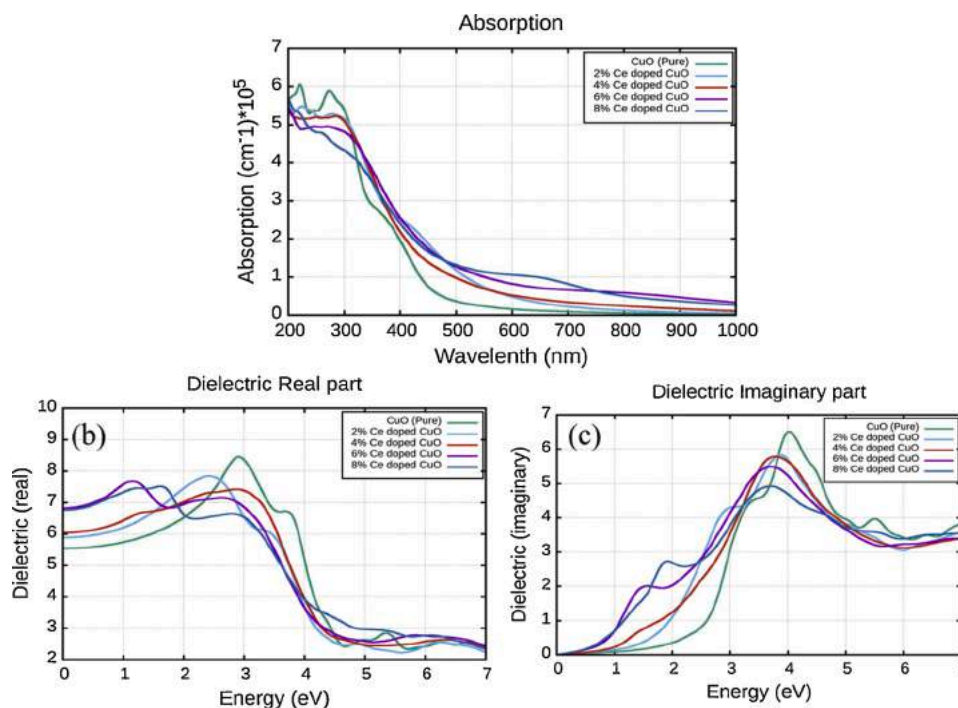 Absorption
7
6
5
4
3
2
1
0
Absorption (cm⁻¹)*10⁵
CuO (Pure)
2% Ce doped CuO
4% Ce doped CuO
6% Ce doped CuO
8% Ce doped CuO
200 300 400 500 600 700 800 900 1000
Wavelenth (nm)
Dielectric Real part
(b)
10
9
8
7
6
5
4
3
2
Dielectric (real)
CuO (Pure)
2% Ce doped CuO
4% Ce doped CuO
6% Ce doped CuO
8% Ce doped CuO
0 1 2 3 4 5 6 7
Energy (eV)
Dielectric Imaginary part
(c)
7
6
5
4
3
2
1
0
Dielectric (imaginary)
CuO (Pure)
2% Ce doped CuO
4% Ce doped CuO
6% Ce doped CuO
8% Ce doped CuO
0 1 2 3 4 5 6
Energy (eV)